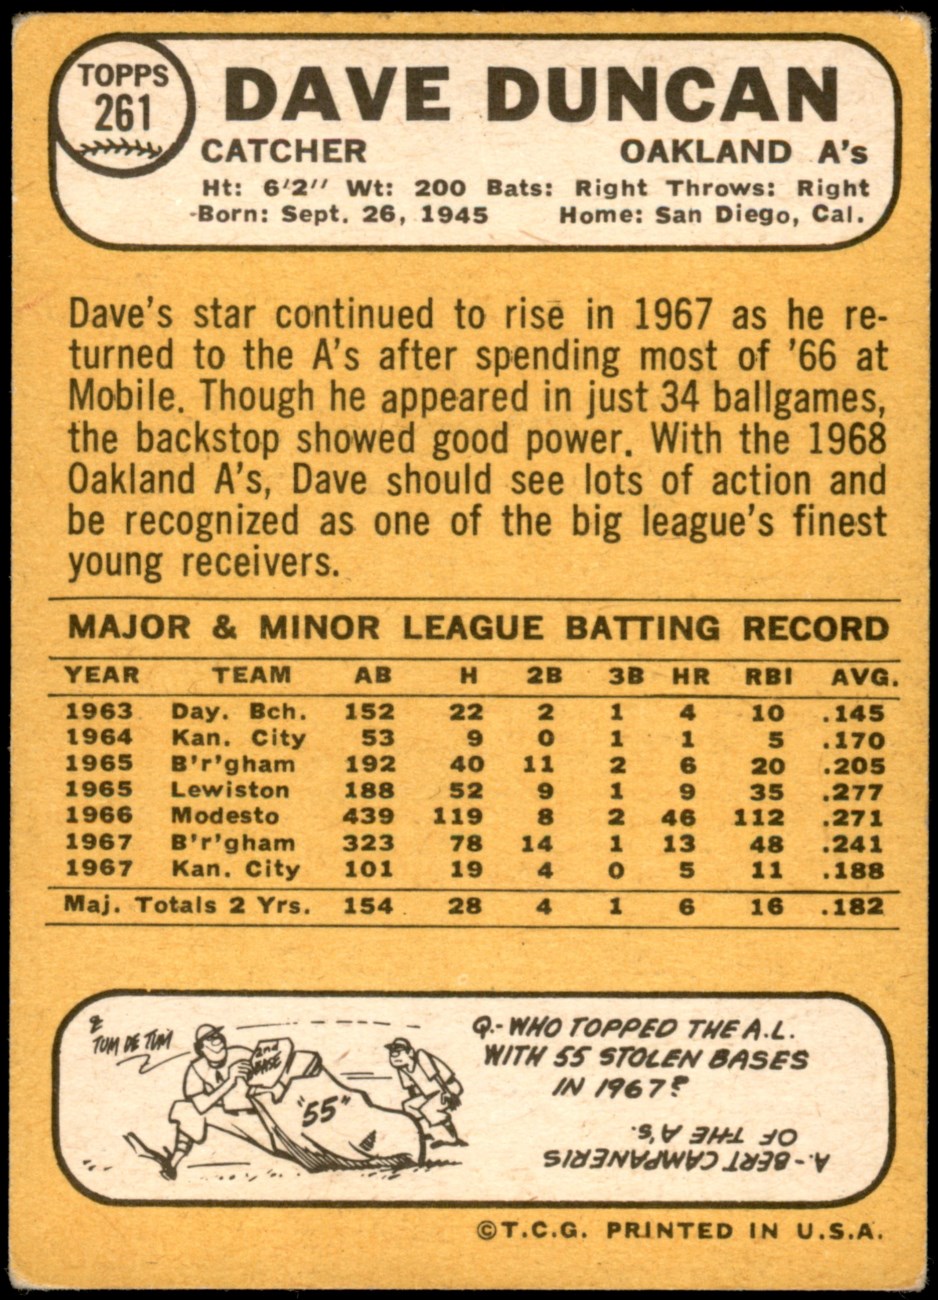 TOPPS
261
DAVE DUNCAN
CATCHER OAKLAND A's
Ht: 6'2" Wt: 200 Bats: Right Throws: Right
Born: Sept. 26, 1945 Home: San Diego, Cal.
Dave's star continued to rise in 1967 as he re-
turned to the A's after spending most of '66 at
Mobile. Though he appeared in just 34 ballgames,
the backstop showed good power. With the 1968
Oakland A's, Dave should see lots of action and
be recognized as one of the big league's finest
young receivers.
MAJOR & MINOR LEAGUE BATTING RECORD
YEAR TEAM AB H 2B 3B HR RBI AVG.
1963 Day. Bch. 152 22 2 1 4 10 .145
1964 Kan. City 53 9 0 1 1 5 .170
1965 B'r'gham 192 40 11 2 6 20 .205
1965 Lewiston 188 52 9 1 9 35 .277
1966 Modesto 439 119 8 2 46 112 .271
1967 B'r'gham 323 78 14 1 13 48 .241
1967 Kan. City 101 19 4 0 5 11 .188
Maj. Totals 2 Yrs. 154 28 4 1 6 16 .182
TUM DE TUM
2nd
BASE
A
"55"
Q.-WHO TOPPED THE A.L.
WITH 55 STOLEN BASES
IN 1967?
A.-BERT CAMPANERIS
OF THE A's.
©T.C.G. PRINTED IN U.S.A.